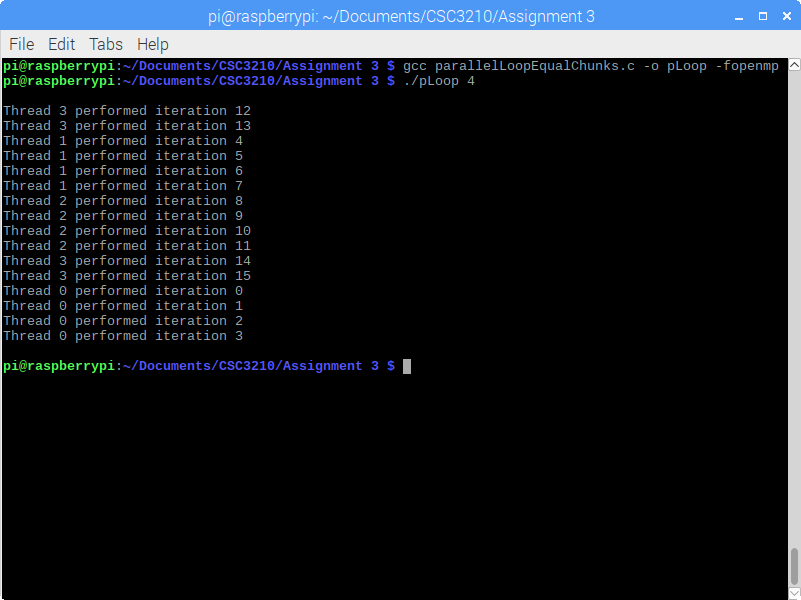 pi@raspberrypi: ~/Documents/CSC3210/Assignment 3
File Edit Tabs Help
pi@raspberrypi:~/Documents/CSC3210/Assignment 3 $ gcc parallelLoopEqualChunks.c -o pLoop -fopenmp
pi@raspberrypi:~/Documents/CSC3210/Assignment 3 $ ./pLoop 4
Thread 3 performed iteration 12
Thread 3 performed iteration 13
Thread 1 performed iteration 4
Thread 1 performed iteration 5
Thread 1 performed iteration 6
Thread 1 performed iteration 7
Thread 2 performed iteration 8
Thread 2 performed iteration 9
Thread 2 performed iteration 10
Thread 2 performed iteration 11
Thread 3 performed iteration 14
Thread 3 performed iteration 15
Thread 0 performed iteration 0
Thread 0 performed iteration 1
Thread 0 performed iteration 2
Thread 0 performed iteration 3
pi@raspberrypi:~/Documents/CSC3210/Assignment 3 $